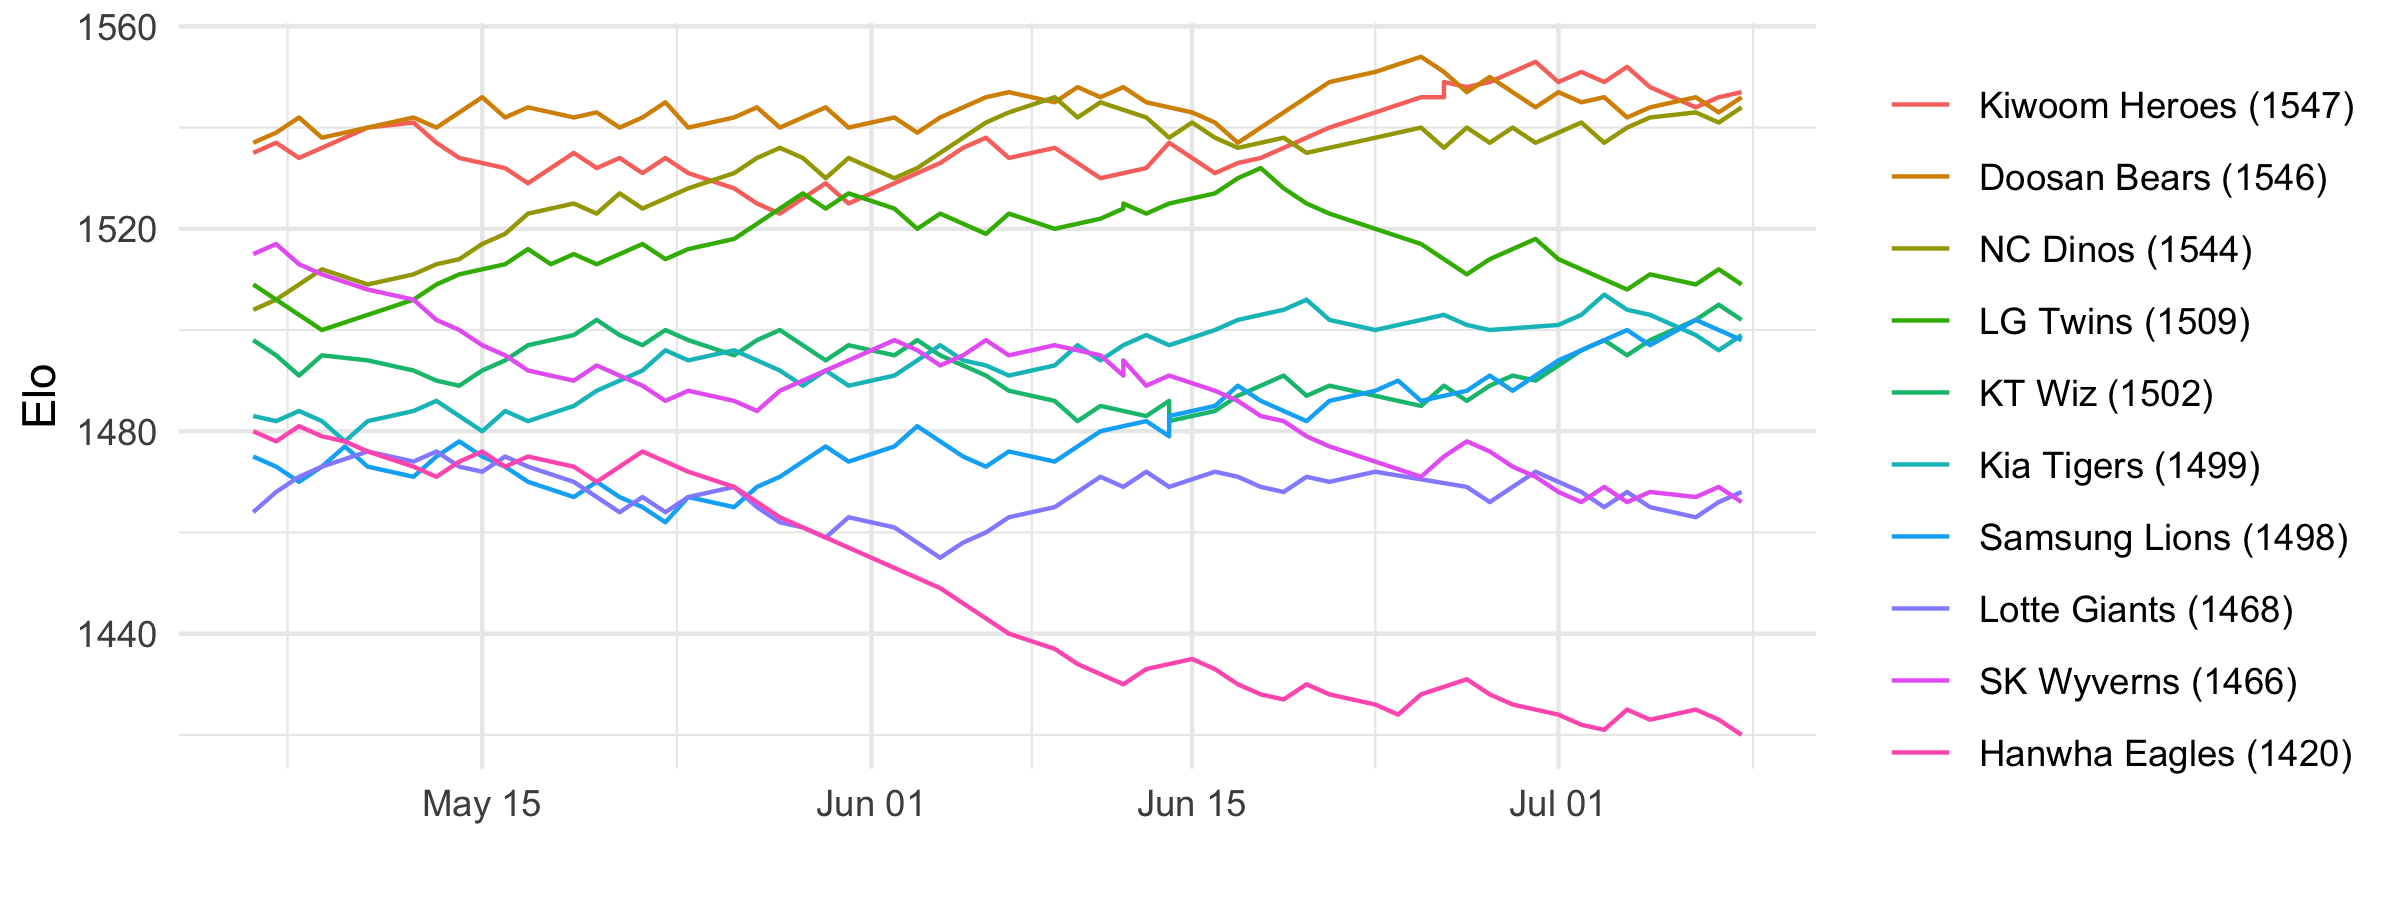 1560
1520
1480
1440
Elo
May 15
Jun 01
Jun 15
Jul 01
Kiwoom Heroes (1547)
Doosan Bears (1546)
NC Dinos (1544)
LG Twins (1509)
KT Wiz (1502)
Kia Tigers (1499)
Samsung Lions (1498)
Lotte Giants (1468)
SK Wyverns (1466)
Hanwha Eagles (1420)